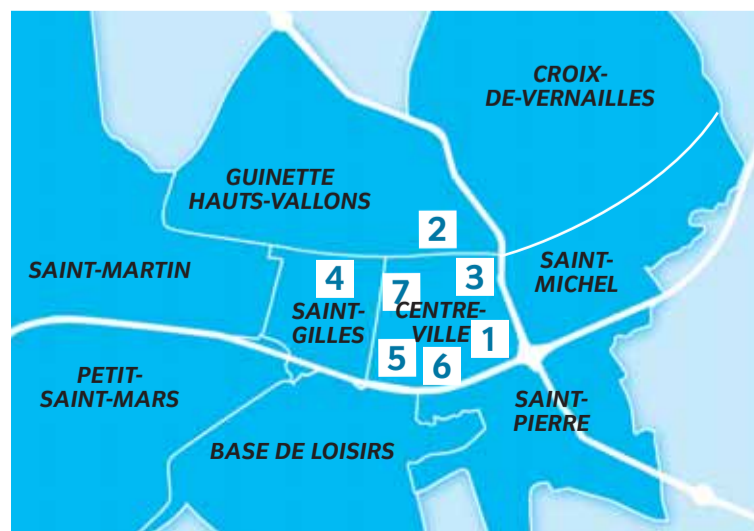 CROIX-
DE-VERNAILLES
GUINETTE
HAUTS-VALLONS
2
SAINT-MARTIN
4
3
SAINT-
MICHEL
7
SAINT-
GILLES
CENTRE-
VILLE
1
5
6
PETIT-
SAINT-MARS
SAINT-
PIERRE
BASE DE LOISIRS